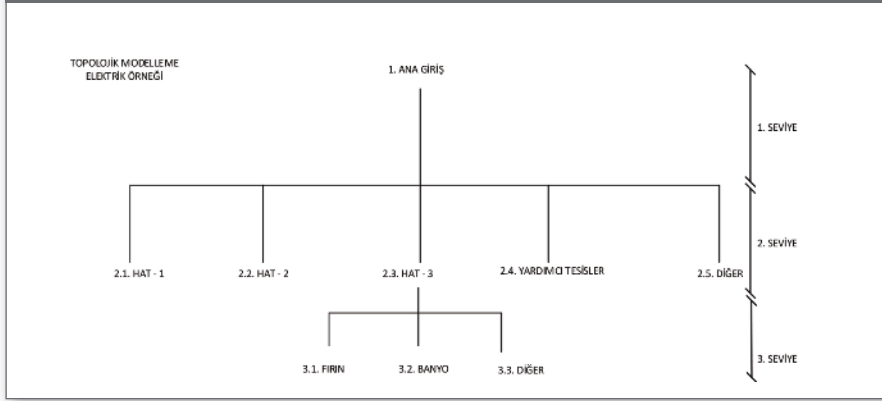 TOPOLOJİK MODELLEME
ELEKTRİK ÖRNEĞİ
1. ANA GİRİŞ
1. SEVİYE
2. SEVİYE
2.1. HAT - 1
2.2. HAT - 2
2.3. HAT - 3
2.4. YARDIMCI TESİSLER
2.5. DİĞER
3. SEVİYE
3.1. FIRIN
3.2. BANYO
3.3. DİĞER